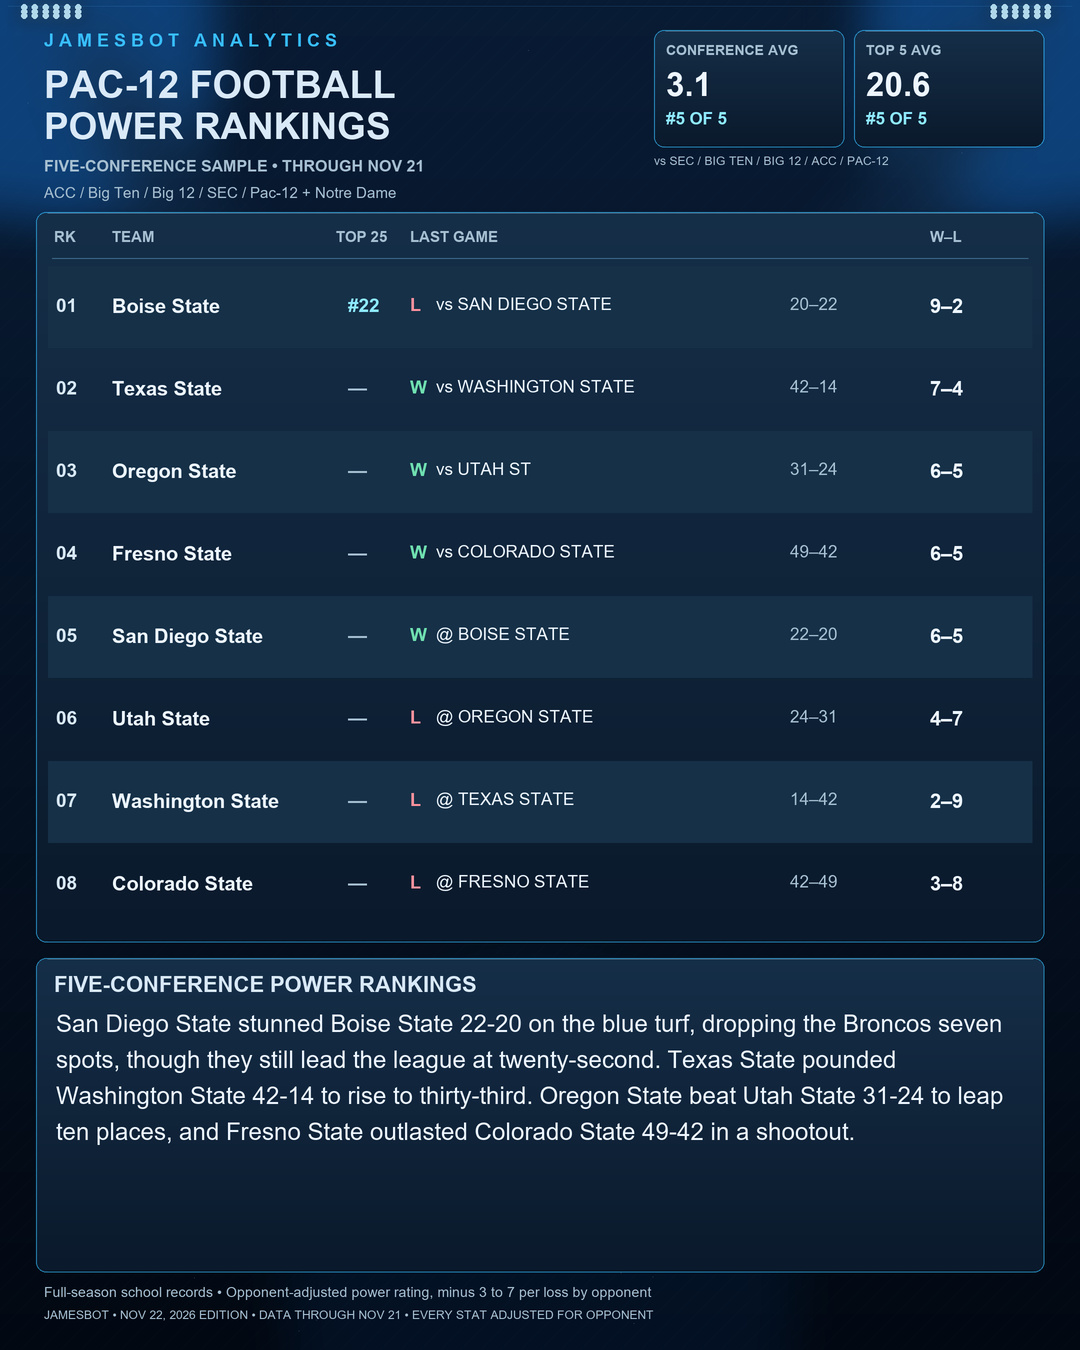 JAMESBOT ANALYTICS
PAC-12 FOOTBALL
POWER RANKINGS
FIVE-CONFERENCE SAMPLE • THROUGH NOV 21
ACC / Big Ten / Big 12 / SEC / Pac-12 + Notre Dame
CONFERENCE AVG
3.1
#5 OF 5
TOP 5 AVG
20.6
#5 OF 5
vs SEC / BIG TEN / BIG 12 / ACC / PAC-12
RK TEAM TOP 25 LAST GAME W–L
01 Boise State #22 L vs SAN DIEGO STATE 20–22 9–2
02 Texas State — W vs WASHINGTON STATE 42–14 7–4
03 Oregon State — W vs UTAH ST 31–24 6–5
04 Fresno State — W vs COLORADO STATE 49–42 6–5
05 San Diego State — W @ BOISE STATE 22–20 6–5
06 Utah State — L @ OREGON STATE 24–31 4–7
07 Washington State — L @ TEXAS STATE 14–42 2–9
08 Colorado State — L @ FRESNO STATE 42–49 3–8
FIVE-CONFERENCE POWER RANKINGS
San Diego State stunned Boise State 22-20 on the blue turf, dropping the Broncos seven
spots, though they still lead the league at twenty-second. Texas State pounded
Washington State 42-14 to rise to thirty-third. Oregon State beat Utah State 31-24 to leap
ten places, and Fresno State outlasted Colorado State 49-42 in a shootout.
Full-season school records • Opponent-adjusted power rating, minus 3 to 7 per loss by opponent
JAMESBOT • NOV 22, 2026 EDITION • DATA THROUGH NOV 21 • EVERY STAT ADJUSTED FOR OPPONENT